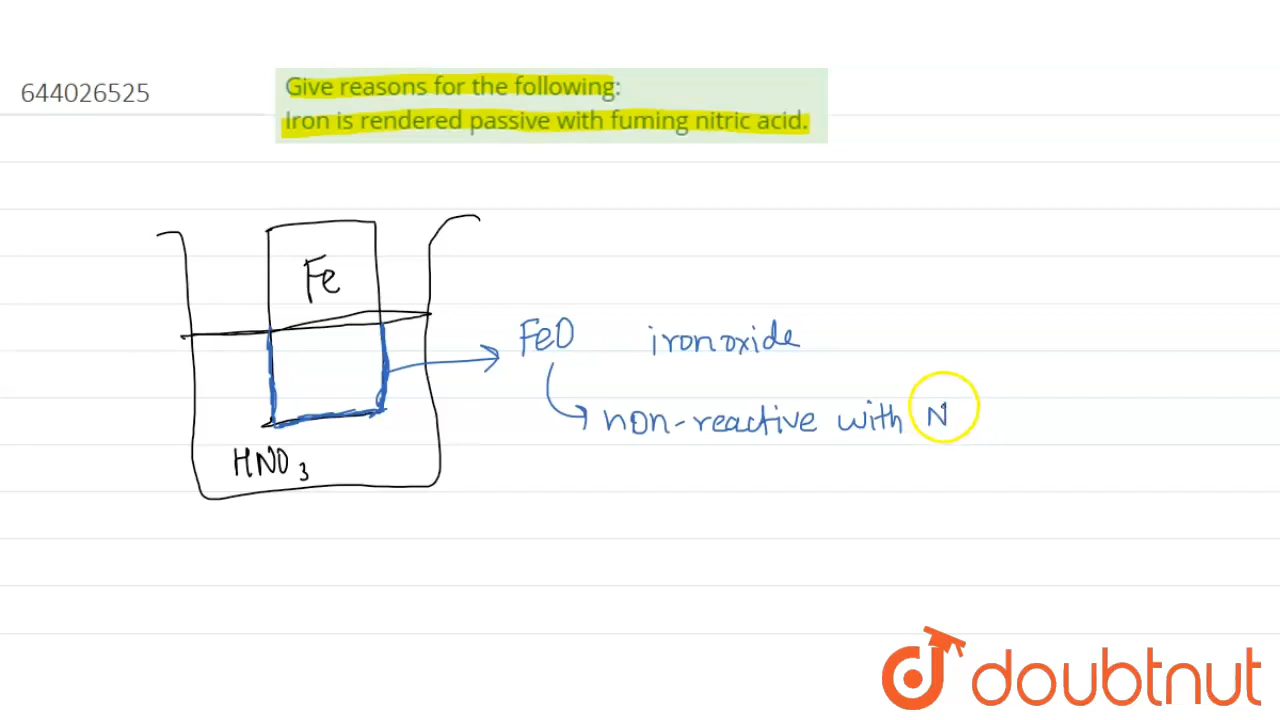 644026525
Give reasons for the following:
Iron is rendered passive with fuming nitric acid.
Fe
FeO iron oxide
non-reactive with N
HNO3
doubtnut